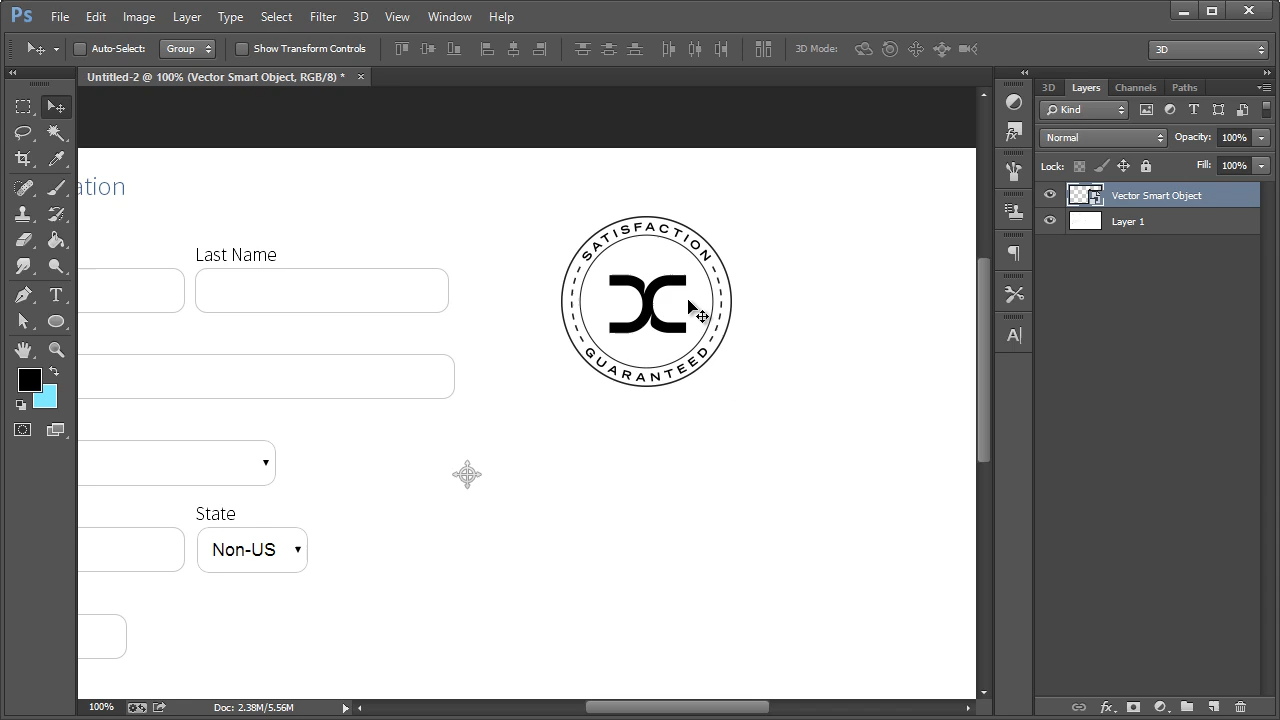 Ps File Edit Image Layer Type Select Filter 3D View Window Help
Auto-Select: Group Show Transform Controls 3D Mode: 3D
Untitled-2 @ 100% (Vector Smart Object, RGB/8) * ×
3D Layers Channels Paths
Kind
Normal Opacity: 100%
Lock: Fill: 100%
Vector Smart Object
Layer 1
ation
Last Name
SATISFACTION
GUARANTEED
State
Non-US
100% Doc: 2.38M/5.56M